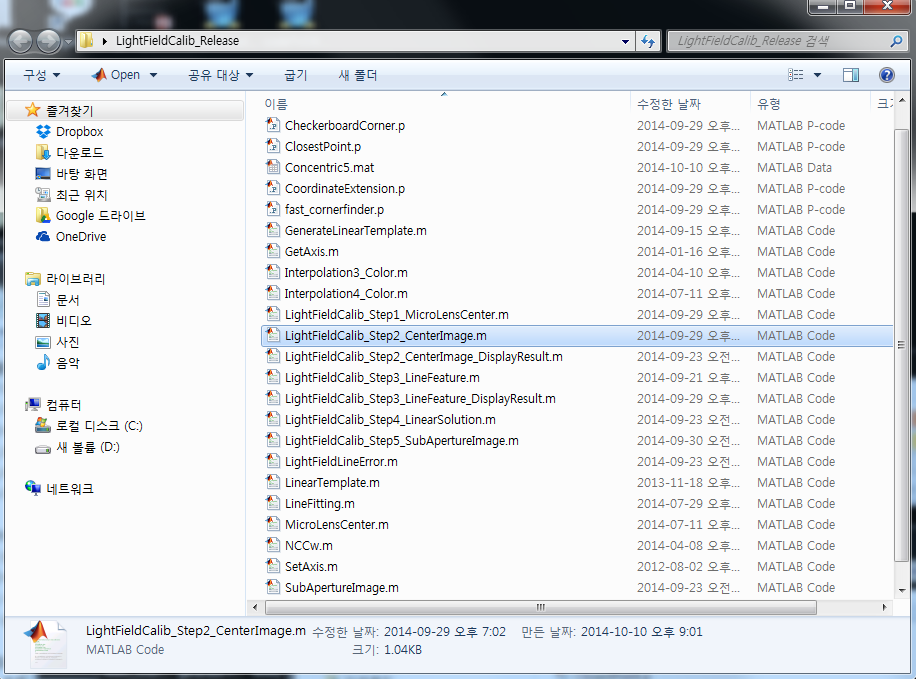 LightFieldCalib_Release
LightFieldCalib_Release 검색
구성 Open 공유 대상 굽기 새 폴더
이름 수정한 날짜 유형 크기
즐겨찾기
Dropbox
다운로드
바탕 화면
최근 위치
Google 드라이브
OneDrive
라이브러리
문서
비디오
사진
음악
컴퓨터
로컬 디스크 (C:)
새 볼륨 (D:)
네트워크
CheckerboardCorner.p 2014-09-29 오후... MATLAB P-code
ClosestPoint.p 2014-09-29 오후... MATLAB P-code
Concentric5.mat 2014-10-10 오후... MATLAB Data
CoordinateExtension.p 2014-09-29 오후... MATLAB P-code
fast_cornerfinder.p 2014-09-29 오후... MATLAB P-code
GenerateLinearTemplate.m 2014-09-15 오후... MATLAB Code
GetAxis.m 2014-01-16 오후... MATLAB Code
Interpolation3_Color.m 2014-04-10 오후... MATLAB Code
Interpolation4_Color.m 2014-07-11 오후... MATLAB Code
LightFieldCalib_Step1_MicroLensCenter.m 2014-09-29 오후... MATLAB Code
LightFieldCalib_Step2_CenterImage.m 2014-09-29 오후... MATLAB Code
LightFieldCalib_Step2_CenterImage_DisplayResult.m 2014-09-23 오전... MATLAB Code
LightFieldCalib_Step3_LineFeature.m 2014-09-21 오후... MATLAB Code
LightFieldCalib_Step3_LineFeature_DisplayResult.m 2014-09-29 오후... MATLAB Code
LightFieldCalib_Step4_LinearSolution.m 2014-09-23 오전... MATLAB Code
LightFieldCalib_Step5_SubApertureImage.m 2014-09-30 오전... MATLAB Code
LightFieldLineError.m 2014-09-23 오전... MATLAB Code
LinearTemplate.m 2013-11-18 오후... MATLAB Code
LineFitting.m 2014-07-29 오후... MATLAB Code
MicroLensCenter.m 2014-07-11 오후... MATLAB Code
NCCw.m 2014-04-08 오후... MATLAB Code
SetAxis.m 2012-08-02 오후... MATLAB Code
SubApertureImage.m 2014-09-23 오전... MATLAB Code
LightFieldCalib_Step2_CenterImage.m 수정한 날짜: 2014-09-29 오후 7:02 만든 날짜: 2014-10-10 오후 9:01
MATLAB Code 크기: 1.04KB